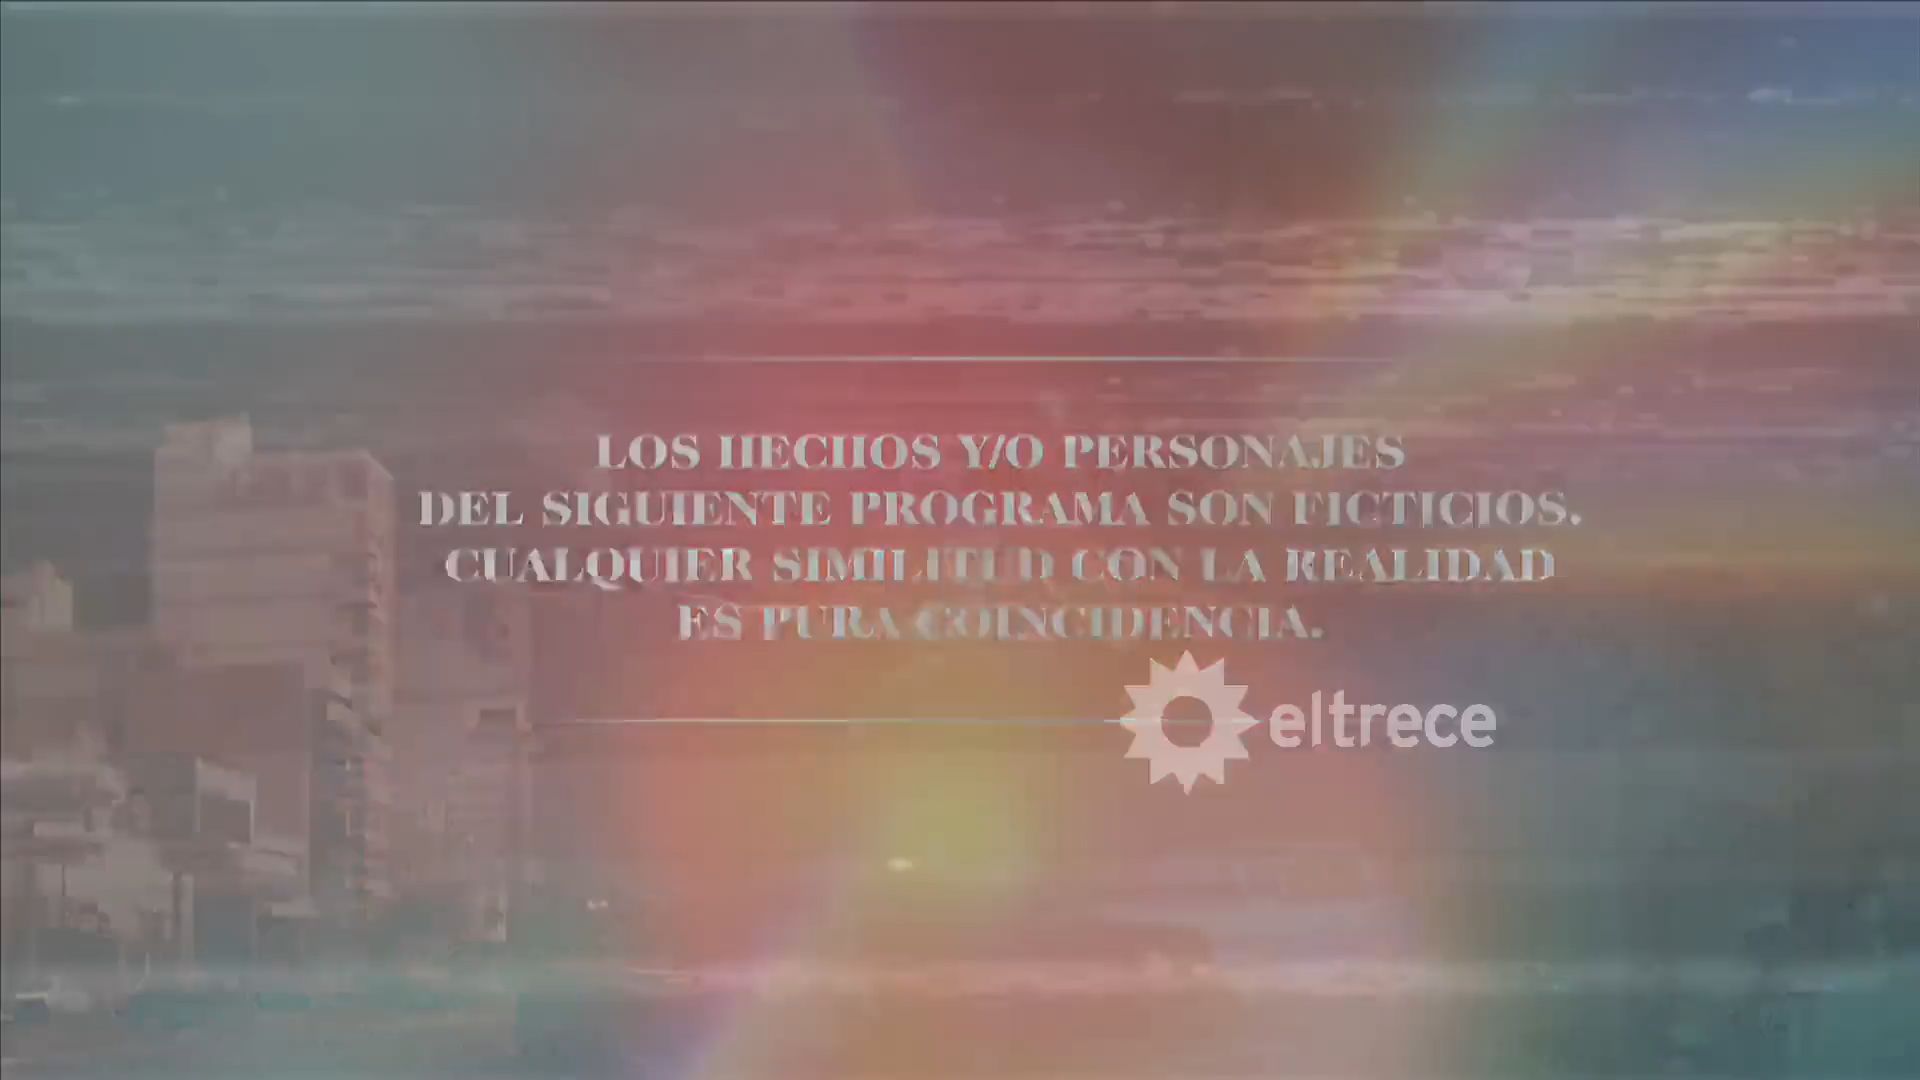 LOS HECHOS Y/O PERSONAJES
DEL SIGUIENTE PROGRAMA SON FICTICIOS.
CUALQUIER SIMILITUD CON LA REALIDAD
ES PURA COINCIDENCIA.
eltrece